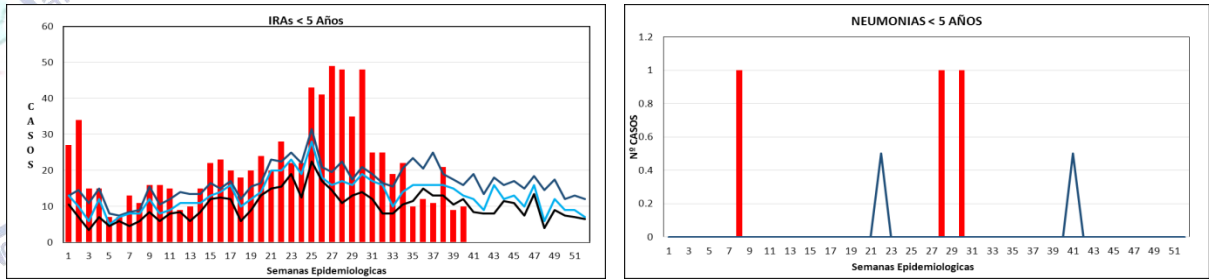 IRAs < 5 Años
60
50
40
30
20
10
0
C
A
S
O
S
1 3 5 7 9 11 13 15 17 19 21 23 25 27 29 31 33 35 37 39 41 43 45 47 49 51
Semanas Epidemiologicas
NEUMONIAS < 5 AÑOS
1.2
1
0.8
0.6
0.4
0.2
0
Nº CASOS
1 3 5 7 9 11 13 15 17 19 21 23 25 27 29 31 33 35 37 39 41 43 45 47 49 51
Semanas Epidemiologicas